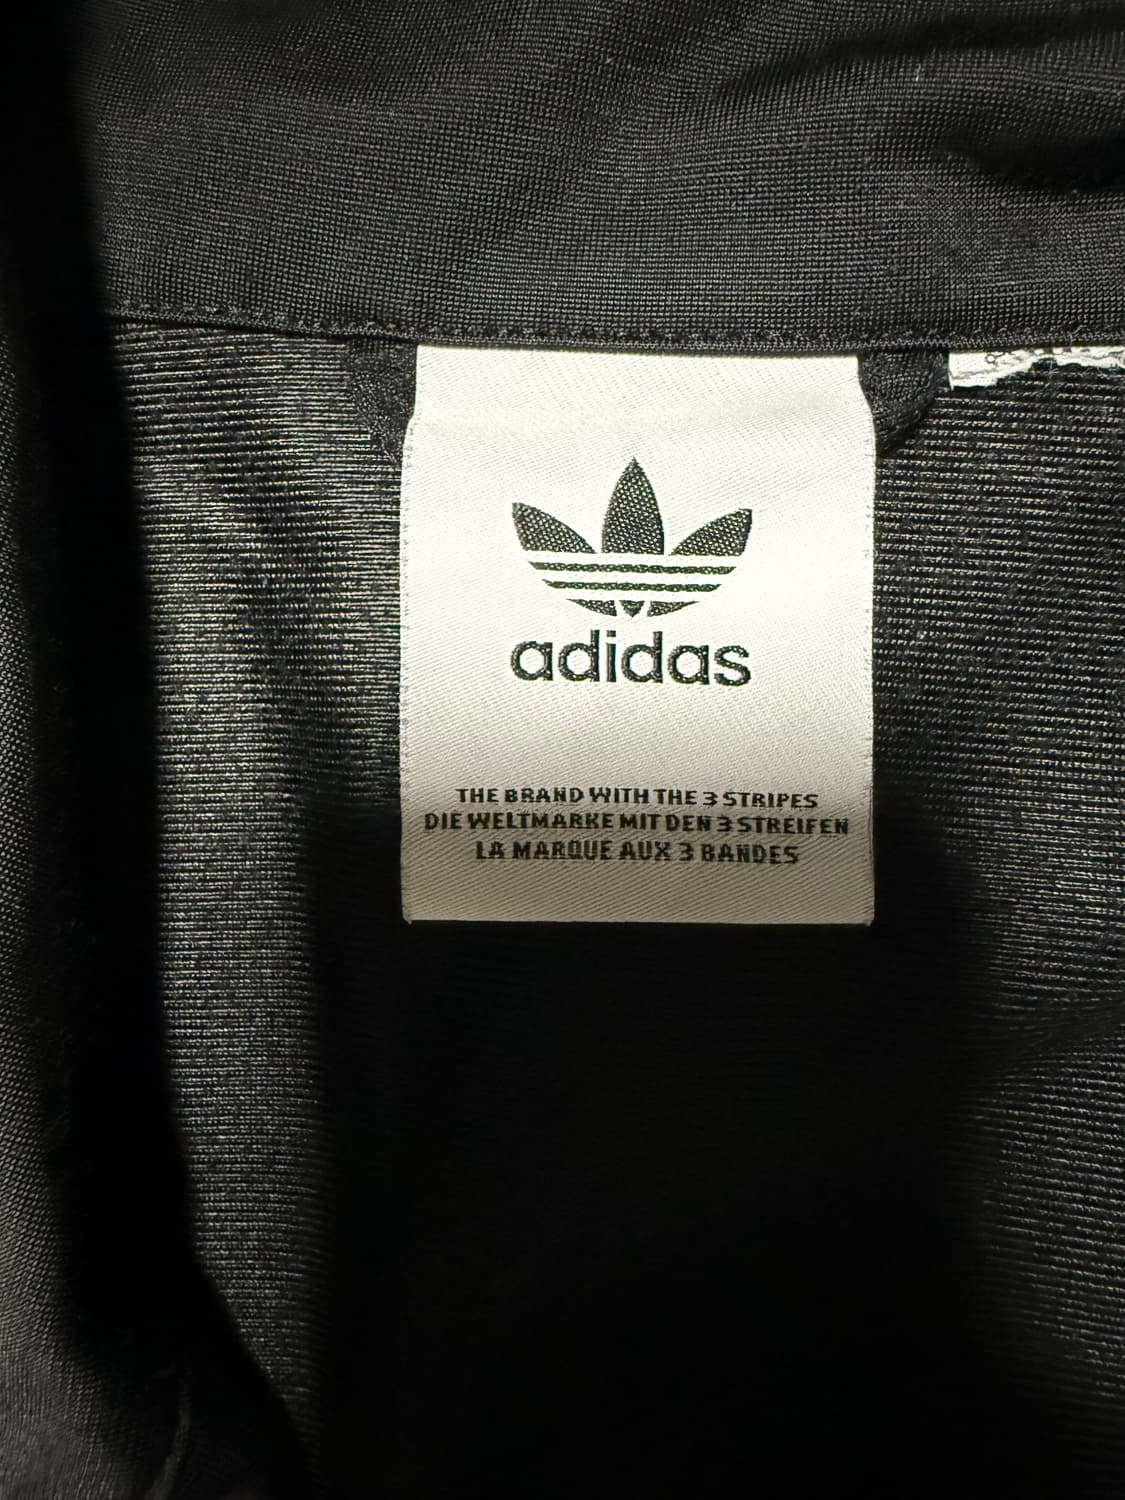 adidas
THE BRAND WITH THE 3 STRIPES
DIE WELTMARKE MIT DEN 3 STREIFEN
LA MARQUE AUX 3 BANDES